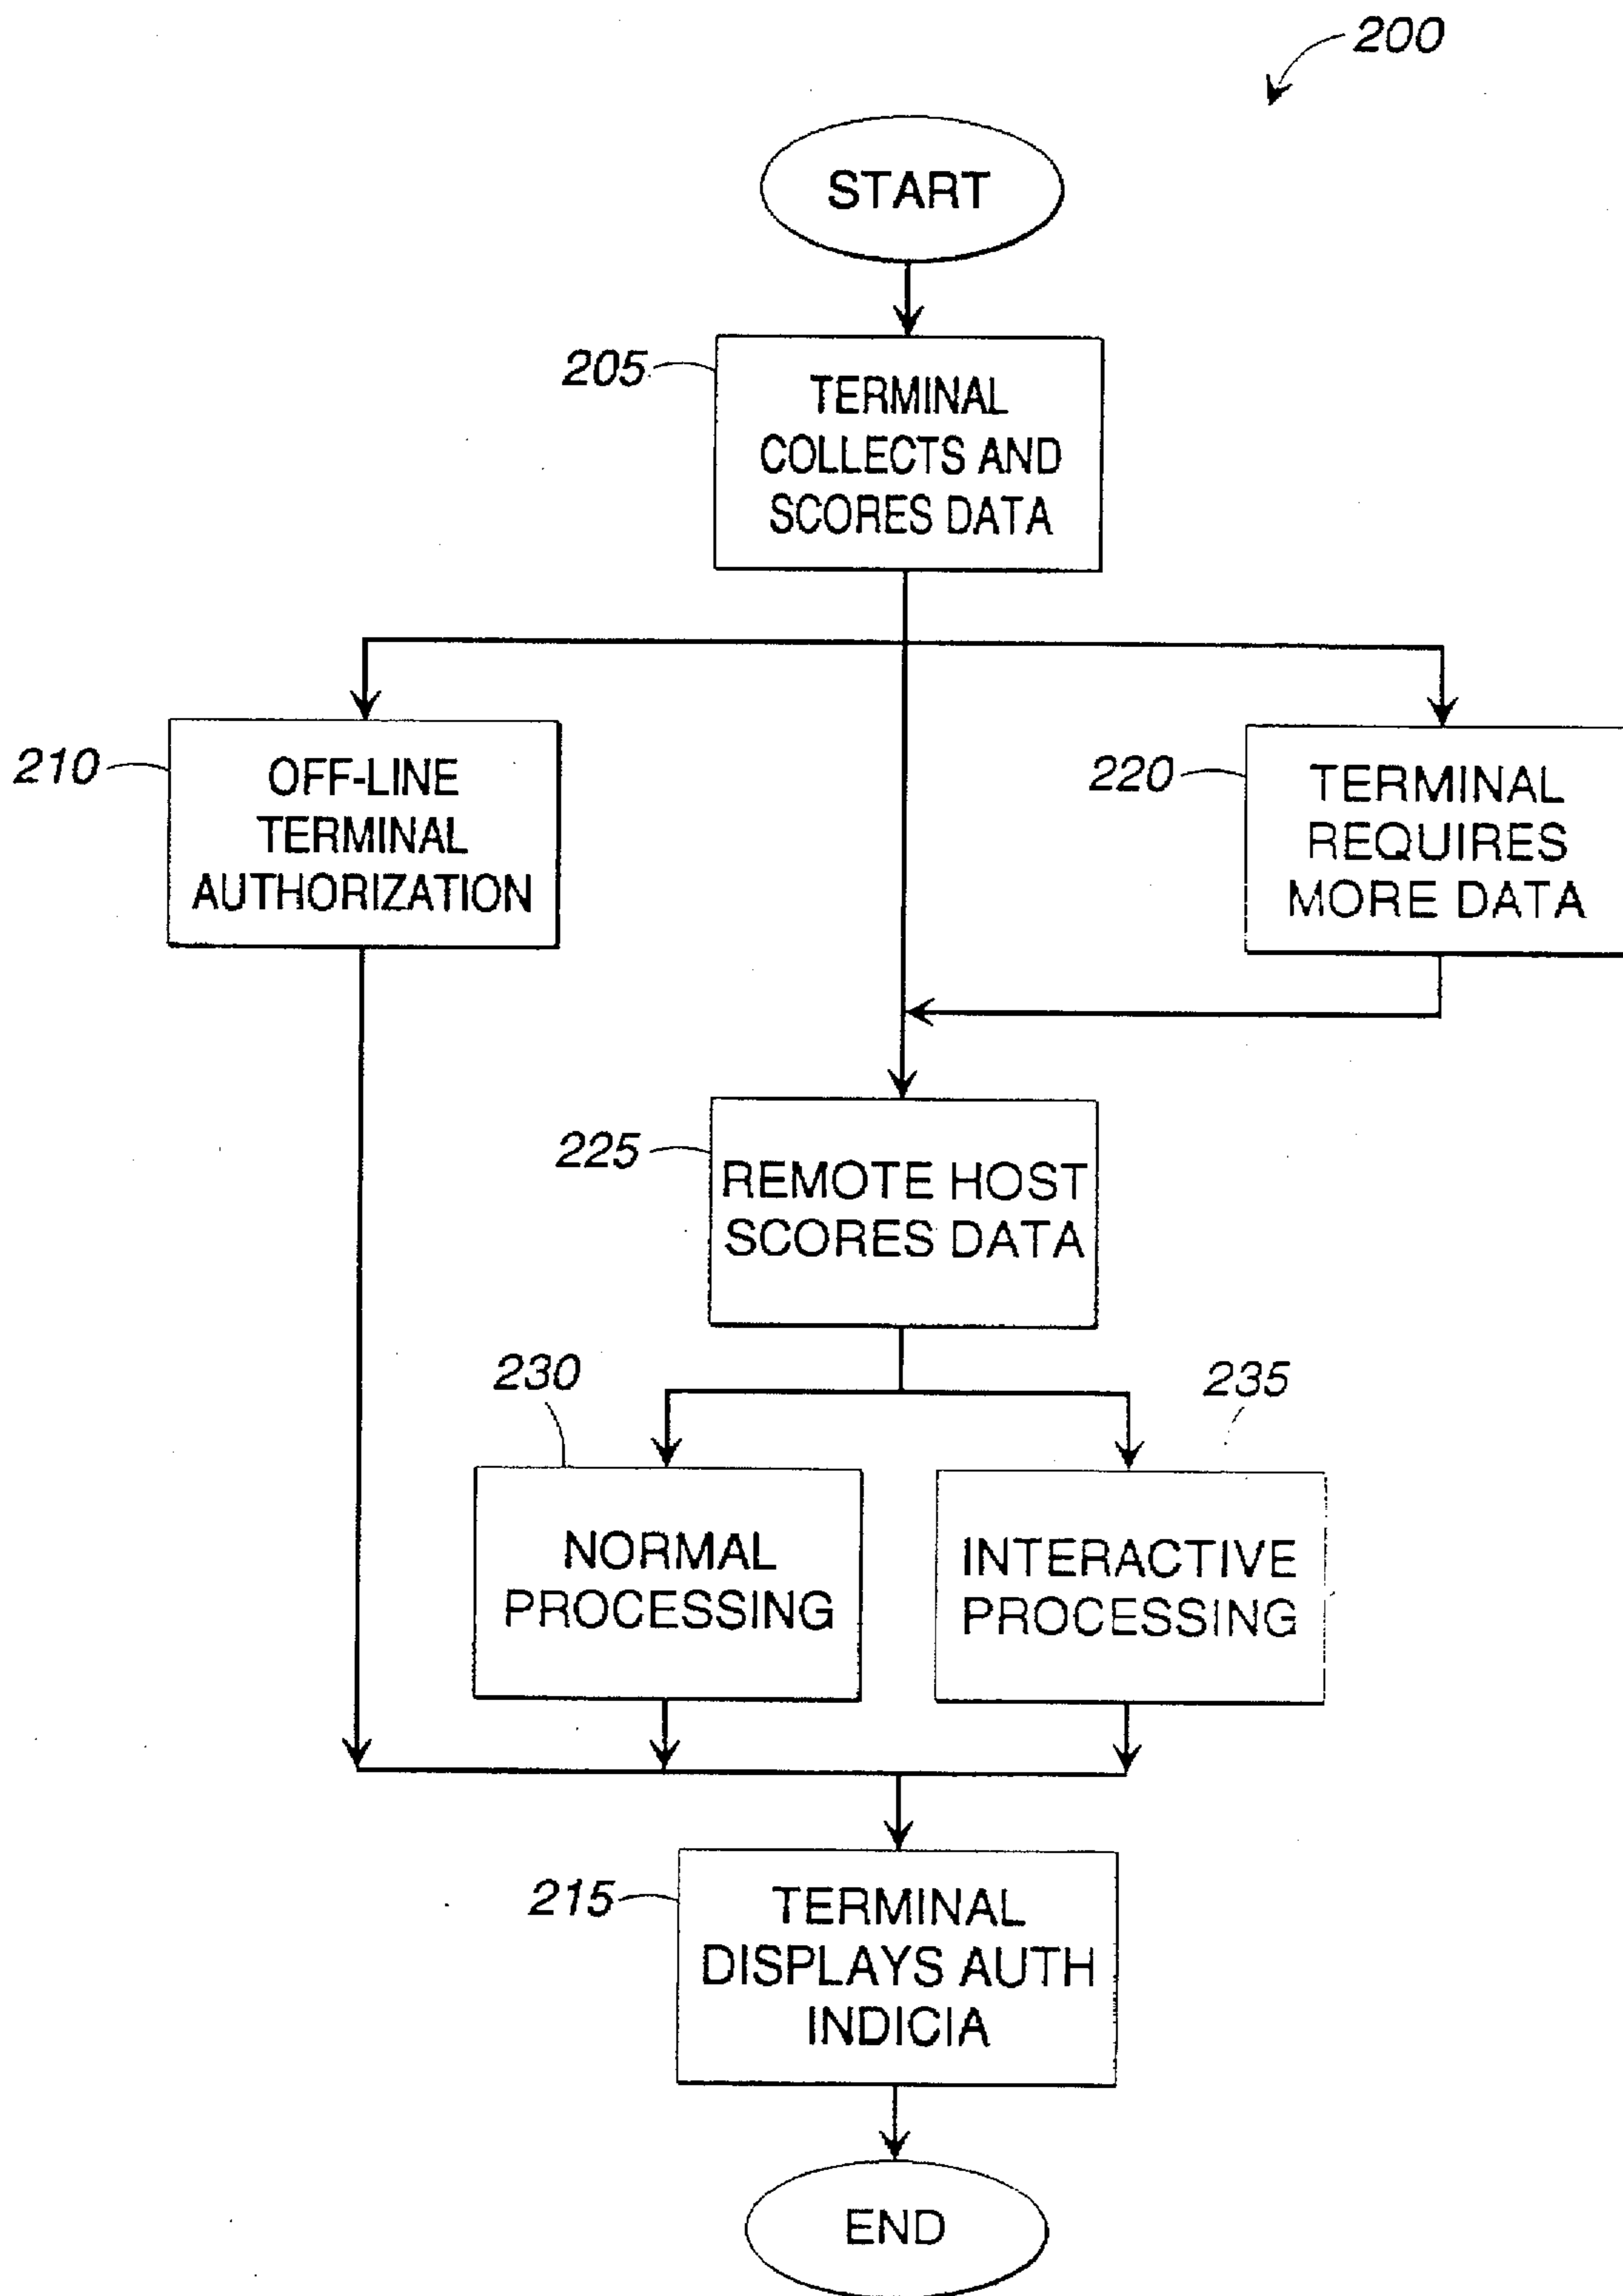 200
START
205
TERMINAL
COLLECTS AND
SCORES DATA
210
OFF-LINE
TERMINAL
AUTHORIZATION
220
TERMINAL
REQUIRES
MORE DATA
225
REMOTE HOST
SCORES DATA
230
NORMAL
PROCESSING
235
INTERACTIVE
PROCESSING
215
TERMINAL
DISPLAYS AUTH
INDICIA
END